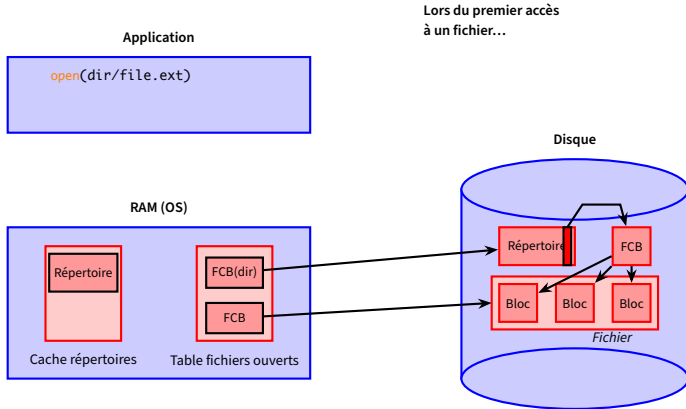 Lors du premier accès
à un fichier…
Application
open(dir/file.ext)
Disque
RAM (OS)
Répertoire
FCB(dir)
FCB
Cache répertoires
Table fichiers ouverts
Répertoire
FCB
Bloc
Bloc
Bloc
Fichier